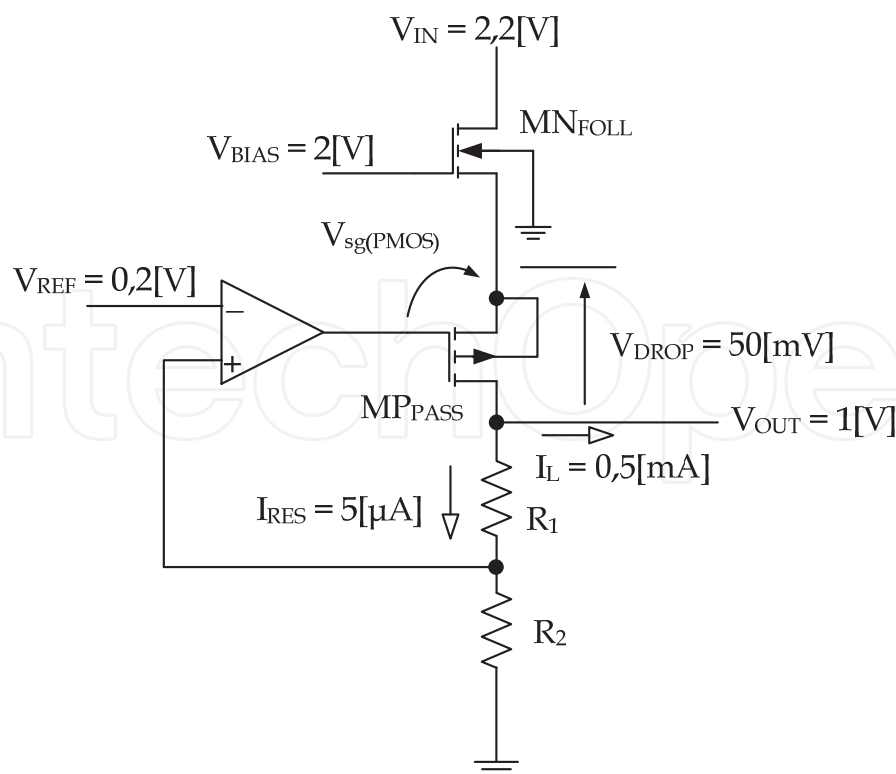 V_IN = 2,2[V]
MN_FOLL
V_BIAS = 2[V]
V_sg(PMOS)
V_REF = 0,2[V]
−
+
V_DROP = 50[mV]
MP_PASS
V_OUT = 1[V]
I_L = 0,5[mA]
I_RES = 5[µA]
R_1
R_2
ntechOpe